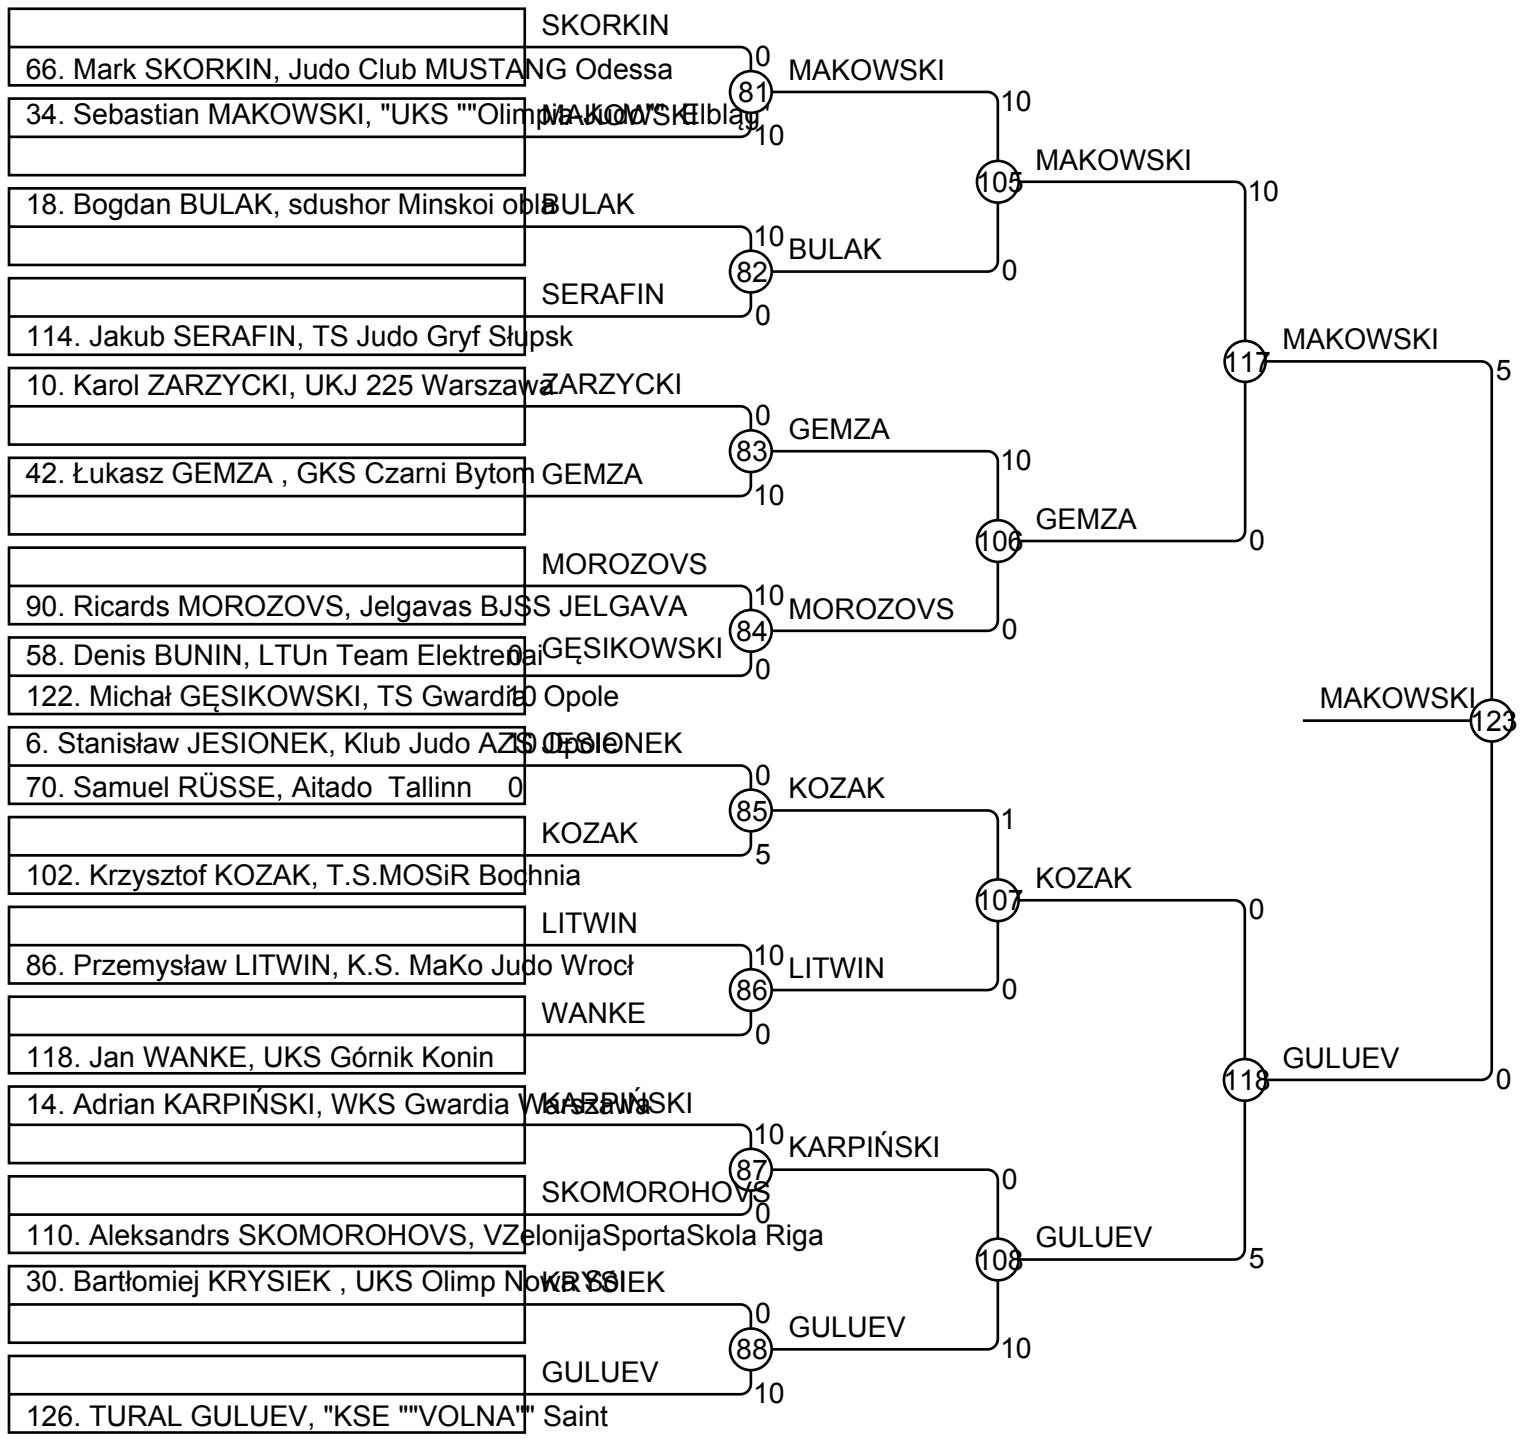 SKORKIN
0
66. Mark SKORKIN, Judo Club MUSTANG Odessa
81
MAKOWSKI
10
34. Sebastian MAKOWSKI, "UKS ""Olimpia-Judo"" Elbląg"
MAKOWSKI
10
105
MAKOWSKI
10
18. Bogdan BULAK, sdushor Minskoi obla
BULAK
10
82
BULAK
0
SERAFIN
0
114. Jakub SERAFIN, TS Judo Gryf Słupsk
117
MAKOWSKI
5
10. Karol ZARZYCKI, UKJ 225 Warszawa
ZARZYCKI
0
83
GEMZA
10
42. Łukasz GEMZA , GKS Czarni Bytom
GEMZA
10
106
GEMZA
0
MOROZOVS
10
90. Ricards MOROZOVS, Jelgavas BJSS JELGAVA
84
MOROZOVS
0
58. Denis BUNIN, LTUn Team Elektrenai
0
GĘSIKOWSKI
0
122. Michał GĘSIKOWSKI, TS Gwardia Opole
10
MAKOWSKI
123
6. Stanisław JESIONEK, Klub Judo AZS Opole
10
JESIONEK
0
70. Samuel RÜSSE, Aitado  Tallinn
0
85
KOZAK
1
KOZAK
5
102. Krzysztof KOZAK, T.S.MOSiR Bochnia
107
KOZAK
0
LITWIN
10
86. Przemysław LITWIN, K.S. MaKo Judo Wrocł
86
LITWIN
0
WANKE
0
118. Jan WANKE, UKS Górnik Konin
118
GULUEV
0
14. Adrian KARPIŃSKI, WKS Gwardia Warszawa
KARPIŃSKI
10
87
KARPIŃSKI
0
SKOMOROHOVS
0
110. Aleksandrs SKOMOROHOVS, VZelonijaSportaSkola Riga
108
GULUEV
5
30. Bartłomiej KRYSIEK , UKS Olimp Nowa Sól
KRYSIEK
0
88
GULUEV
10
GULUEV
10
126. TURAL GULUEV, "KSE ""VOLNA"" Saint